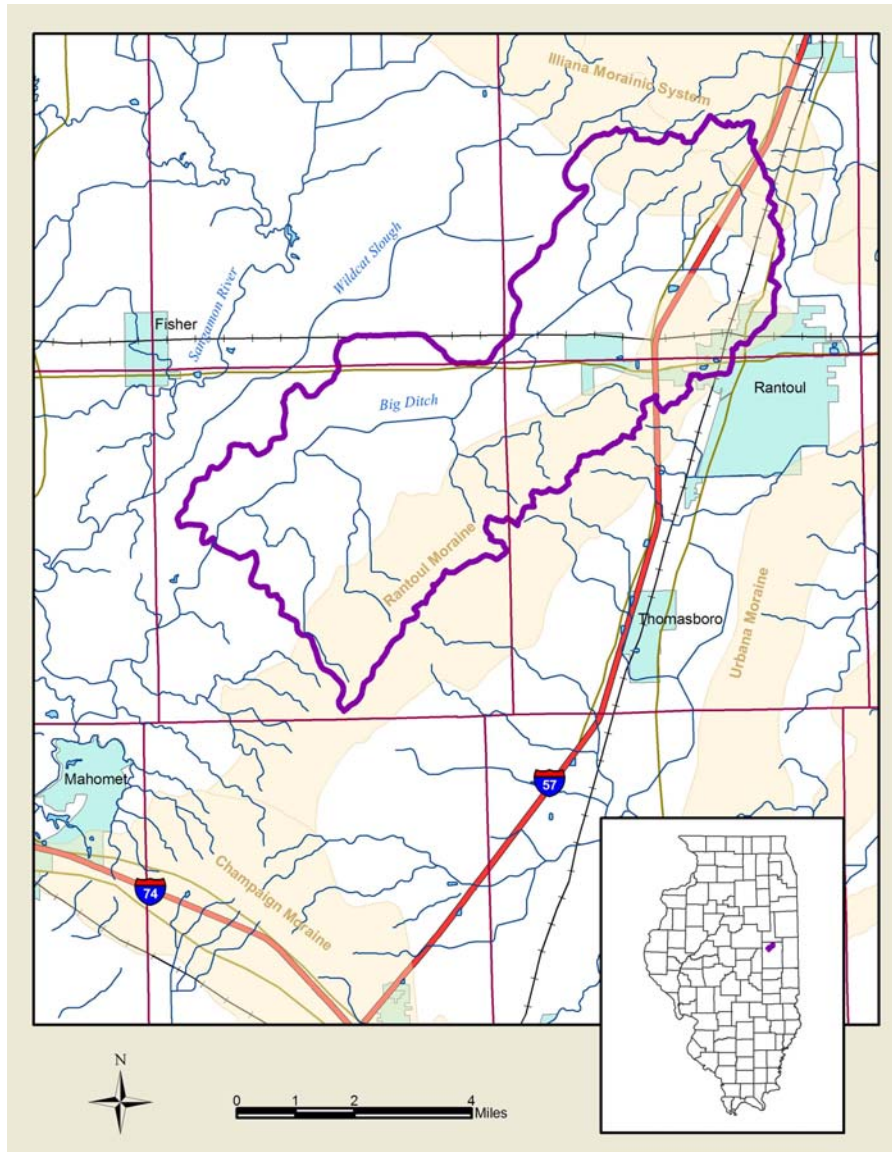 Illiana Morainic System
Wildcat Slough
Sangamon River
Fisher
Big Ditch
Rantoul
Rantoul Moraine
Thomasboro
Urbana Moraine
Mahomet
57
Champaign Moraine
74
N
0 1 2 4
Miles